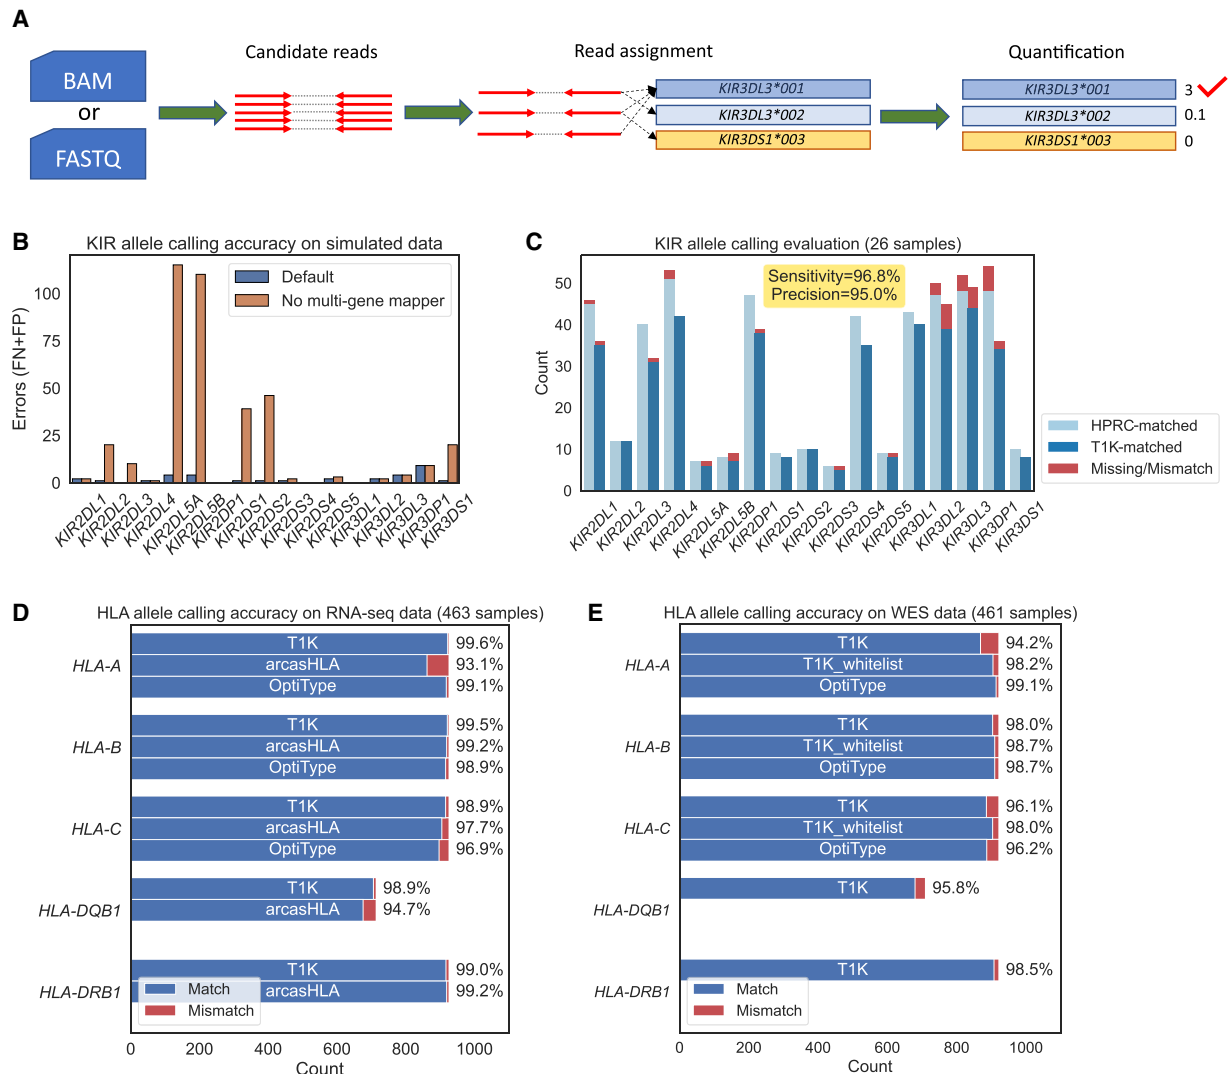 A
Candidate reads
Read assignment
Quantification
BAM
or
FASTQ
KIR3DL3*001
KIR3DL3*002
KIR3DS1*003
KIR3DL3*001 3
KIR3DL3*002 0.1
KIR3DS1*003 0
B
KIR allele calling accuracy on simulated data
Errors (FN+FP)
100
75
50
25
0
Default
No multi-gene mapper
KIR2DL1
KIR2DL2
KIR2DL3
KIR2DL4
KIR2DL5A
KIR2DL5B
KIR2DP1
KIR2DS1
KIR2DS2
KIR2DS3
KIR2DS4
KIR2DS5
KIR3DL1
KIR3DL2
KIR3DL3
KIR3DP1
KIR3DS1
C
KIR allele calling evaluation (26 samples)
Sensitivity=96.8%
Precision=95.0%
Count
50
40
30
20
10
0
KIR2DL1
KIR2DL2
KIR2DL3
KIR2DL4
KIR2DL5A
KIR2DL5B
KIR2DP1
KIR2DS1
KIR2DS2
KIR2DS3
KIR2DS4
KIR2DS5
KIR3DL1
KIR3DL2
KIR3DL3
KIR3DP1
KIR3DS1
HPRC-matched
T1K-matched
Missing/Mismatch
D
HLA allele calling accuracy on RNA-seq data (463 samples)
HLA-A
T1K 99.6%
arcasHLA 93.1%
OptiType 99.1%
HLA-B
T1K 99.5%
arcasHLA 99.2%
OptiType 98.9%
HLA-C
T1K 98.9%
arcasHLA 97.7%
OptiType 96.9%
HLA-DQB1
T1K 98.9%
arcasHLA 94.7%
HLA-DRB1
T1K 99.0%
arcasHLA 99.2%
Match
Mismatch
0 200 400 600 800 1000
Count
E
HLA allele calling accuracy on WES data (461 samples)
HLA-A
T1K 94.2%
T1K_whitelist 98.2%
OptiType 99.1%
HLA-B
T1K 98.0%
T1K_whitelist 98.7%
OptiType 98.7%
HLA-C
T1K 96.1%
T1K_whitelist 98.0%
OptiType 96.2%
HLA-DQB1
T1K 95.8%
HLA-DRB1
T1K 98.5%
Match
Mismatch
0 200 400 600 800 1000
Count